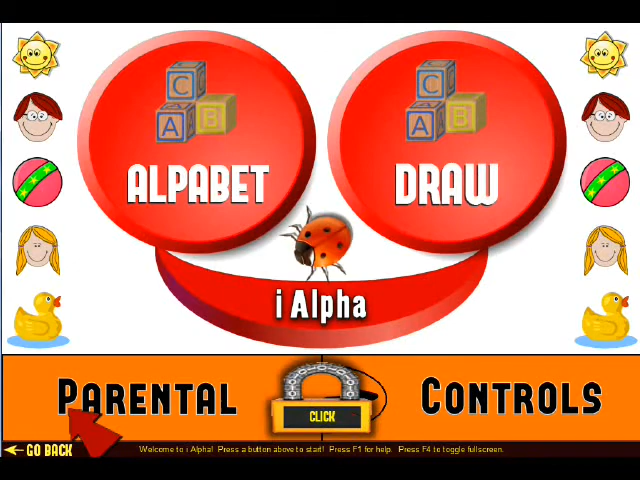 C
A B
ALPABET
C
A B
DRAW
i Alpha
PARENTAL
CLICK
CONTROLS
GO BACK
Welcome to i Alpha! Press a button above to start! Press F1 for help. Press F4 to toggle fullscreen.